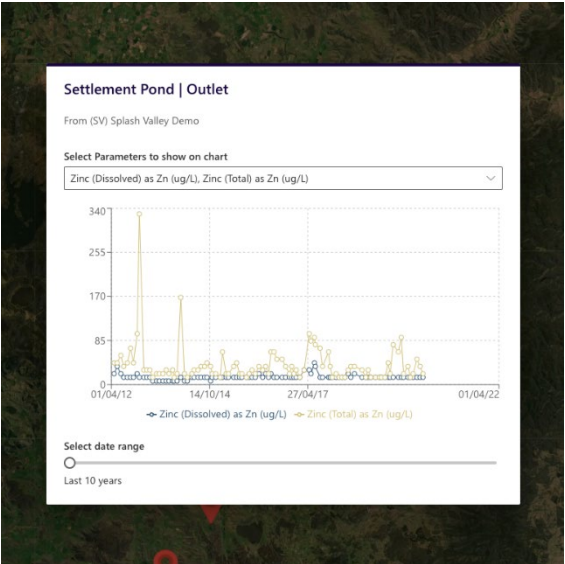 Settlement Pond | Outlet
From (SV) Splash Valley Demo
Select Parameters to show on chart
Zinc (Dissolved) as Zn (ug/L), Zinc (Total) as Zn (ug/L)
340
255
170
85
0
01/04/12 14/10/14 27/04/17 01/04/22
Zinc (Dissolved) as Zn (ug/L) Zinc (Total) as Zn (ug/L)
Select date range
Last 10 years